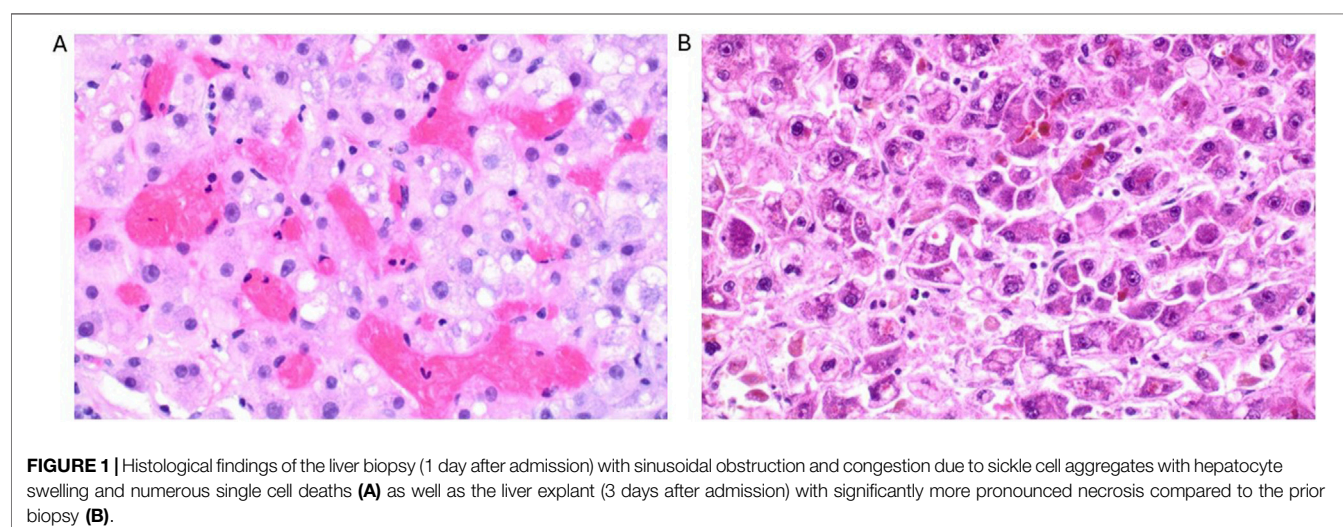 A
B
FIGURE 1 | Histological findings of the liver biopsy (1 day after admission) with sinusoidal obstruction and congestion due to sickle cell aggregates with hepatocyte
swelling and numerous single cell deaths (A) as well as the liver explant (3 days after admission) with significantly more pronounced necrosis compared to the prior
biopsy (B).